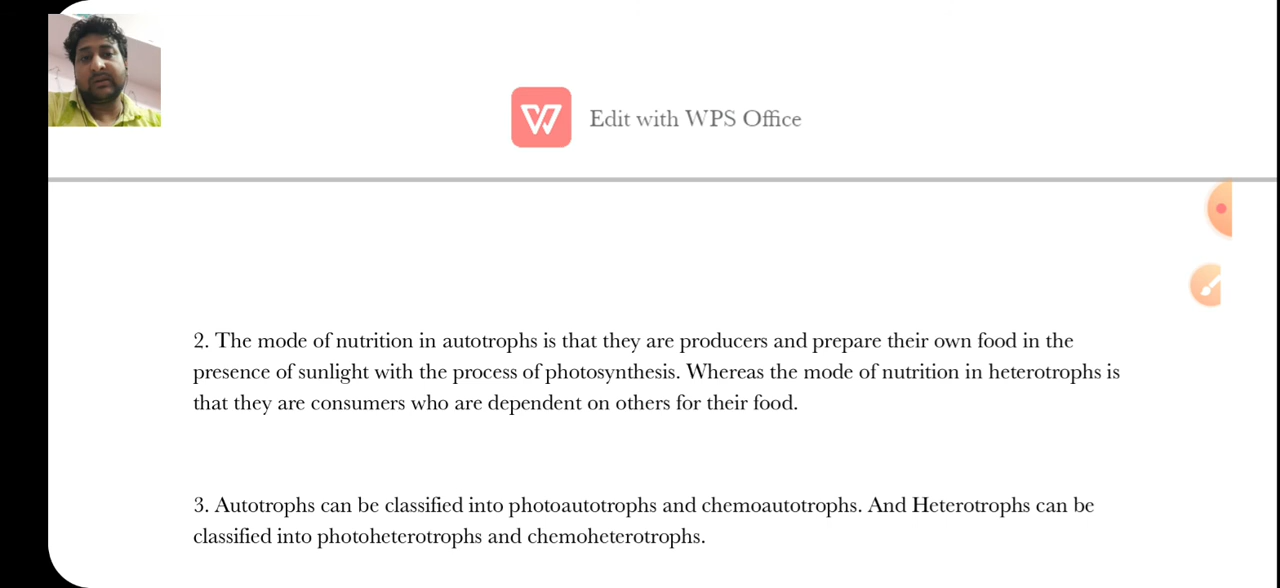 Edit with WPS Office
2. The mode of nutrition in autotrophs is that they are producers and prepare their own food in the
presence of sunlight with the process of photosynthesis. Whereas the mode of nutrition in heterotrophs is
that they are consumers who are dependent on others for their food.
3. Autotrophs can be classified into photoautotrophs and chemoautotrophs. And Heterotrophs can be
classified into photoheterotrophs and chemoheterotrophs.